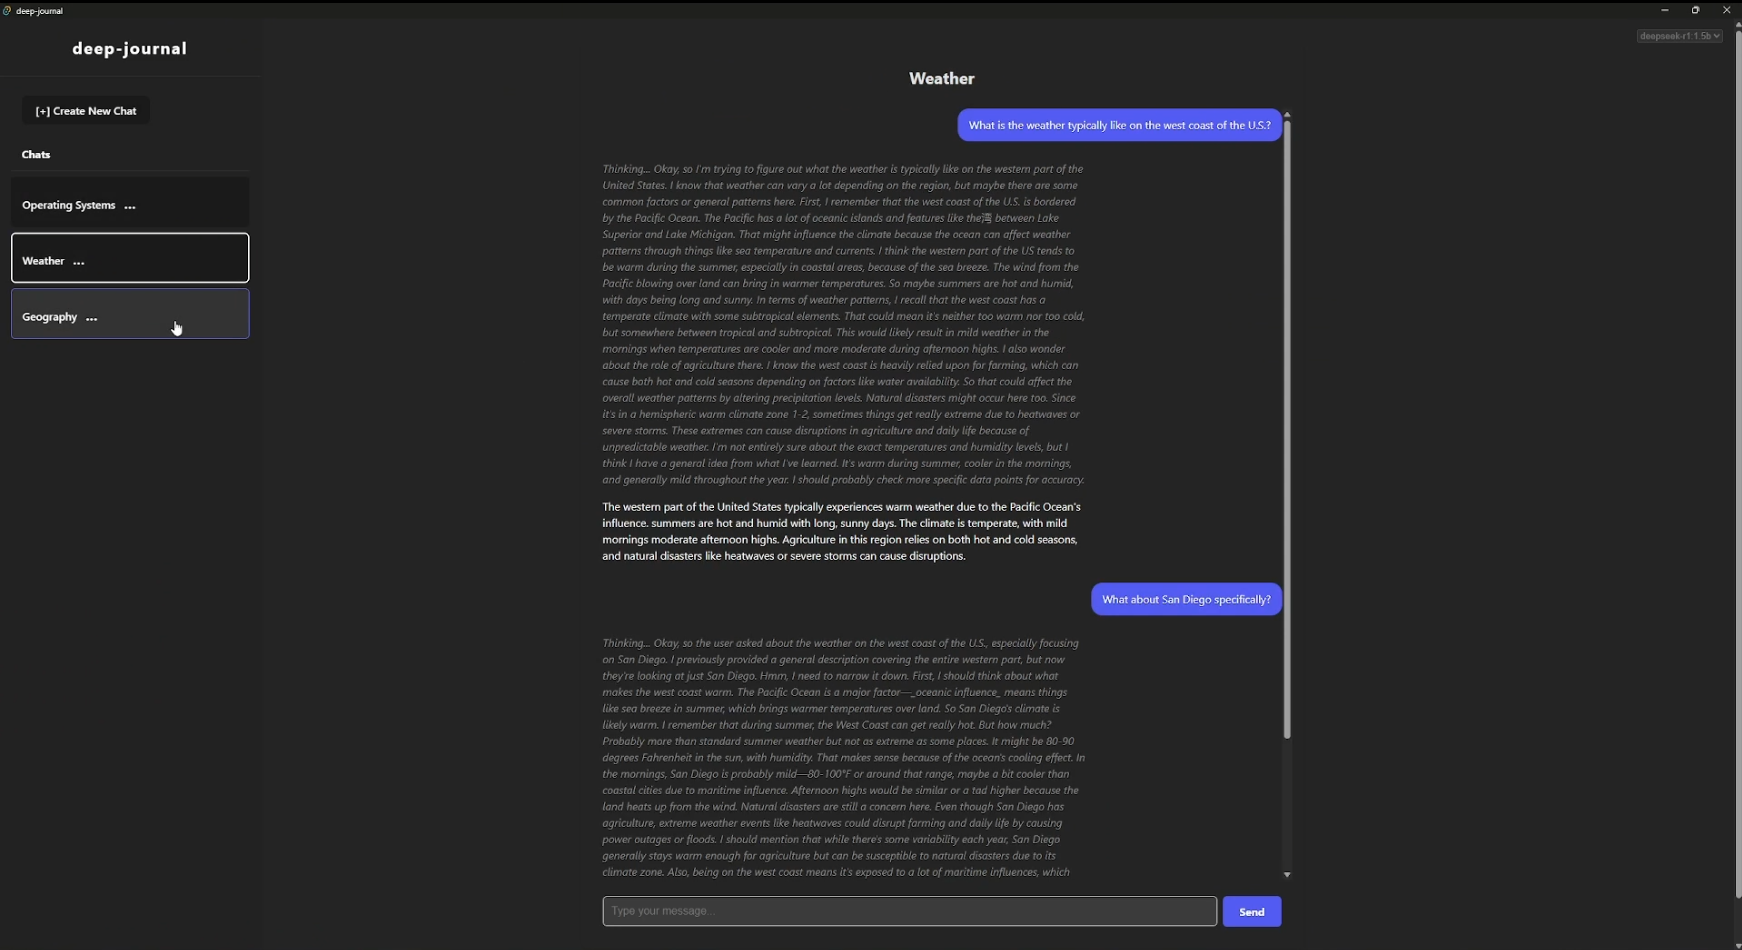 deep-journal
deep-journal
deepseek-r1:1.5b
[+] Create New Chat
Chats
Operating Systems ...
Weather ...
Geography ...
Weather
What is the weather typically like on the west coast of the U.S.?
Thinking... Okay, so I'm trying to figure out what the weather is typically like on the western part of the
United States. I know that weather can vary a lot depending on the region, but maybe there are some
common factors or general patterns here. First, I remember that the west coast of the U.S. is bordered
by the Pacific Ocean. The Pacific has a lot of oceanic islands and features like the湾 between Lake
Superior and Lake Michigan. That might influence the climate because the ocean can affect weather
patterns through things like sea temperature and currents. I think the western part of the US tends to
be warm during the summer, especially in coastal areas, because of the sea breeze. The wind from the
Pacific blowing over land can bring in warmer temperatures. So maybe summers are hot and humid,
with days being long and sunny. In terms of weather patterns, I recall that the west coast has a
temperate climate with some subtropical elements. That could mean it's neither too warm nor too cold,
but somewhere between tropical and subtropical. This would likely result in mild weather in the
mornings when temperatures are cooler and more moderate during afternoon highs. I also wonder
about the role of agriculture there. I know the west coast is heavily relied upon for farming, which can
cause both hot and cold seasons depending on factors like water availability. So that could affect the
overall weather patterns by altering precipitation levels. Natural disasters might occur here too. Since
it's in a hemispheric warm climate zone 1-2, sometimes things get really extreme due to heatwaves or
severe storms. These extremes can cause disruptions in agriculture and daily life because of
unpredictable weather. I'm not entirely sure about the exact temperatures and humidity levels, but I
think I have a general idea from what I've learned. It's warm during summer, cooler in the mornings,
and generally mild throughout the year. I should probably check more specific data points for accuracy.
The western part of the United States typically experiences warm weather due to the Pacific Ocean's
influence. summers are hot and humid with long, sunny days. The climate is temperate, with mild
mornings moderate afternoon highs. Agriculture in this region relies on both hot and cold seasons,
and natural disasters like heatwaves or severe storms can cause disruptions.
What about San Diego specifically?
Thinking... Okay, so the user asked about the weather on the west coast of the U.S., especially focusing
on San Diego. I previously provided a general description covering the entire western part, but now
they're looking at just San Diego. Hmm, I need to narrow it down. First, I should think about what
makes the west coast warm. The Pacific Ocean is a major factor—_oceanic influence_ means things
like sea breeze in summer, which brings warmer temperatures over land. So San Diego's climate is
likely warm. I remember that during summer, the West Coast can get really hot. But how much?
Probably more than standard summer weather but not as extreme as some places. It might be 80-90
degrees Fahrenheit in the sun, with humidity. That makes sense because of the ocean's cooling effect. In
the mornings, San Diego is probably mild—80-100°F or around that range, maybe a bit cooler than
coastal cities due to maritime influence. Afternoon highs would be similar or a tad higher because the
land heats up from the wind. Natural disasters are still a concern here. Even though San Diego has
agriculture, extreme weather events like heatwaves could disrupt farming and daily life by causing
power outages or floods. I should mention that while there's some variability each year, San Diego
generally stays warm enough for agriculture but can be susceptible to natural disasters due to its
climate zone. Also, being on the west coast means it's exposed to a lot of maritime influences, which
Type your message...
Send